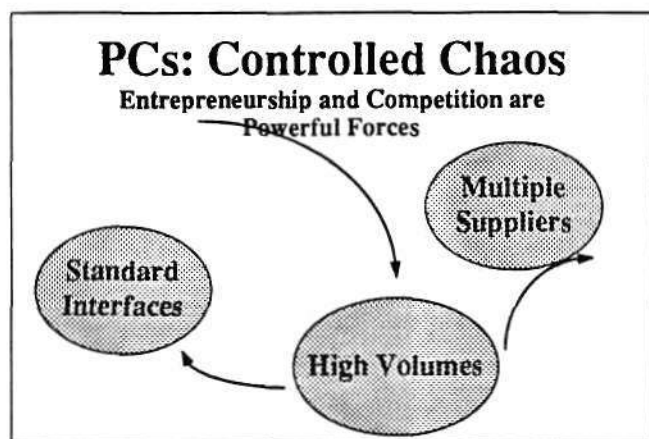 PCs: Controlled Chaos
Entrepreneurship and Competition are
Powerful Forces
Multiple
Suppliers
Standard
Interfaces
High Volumes